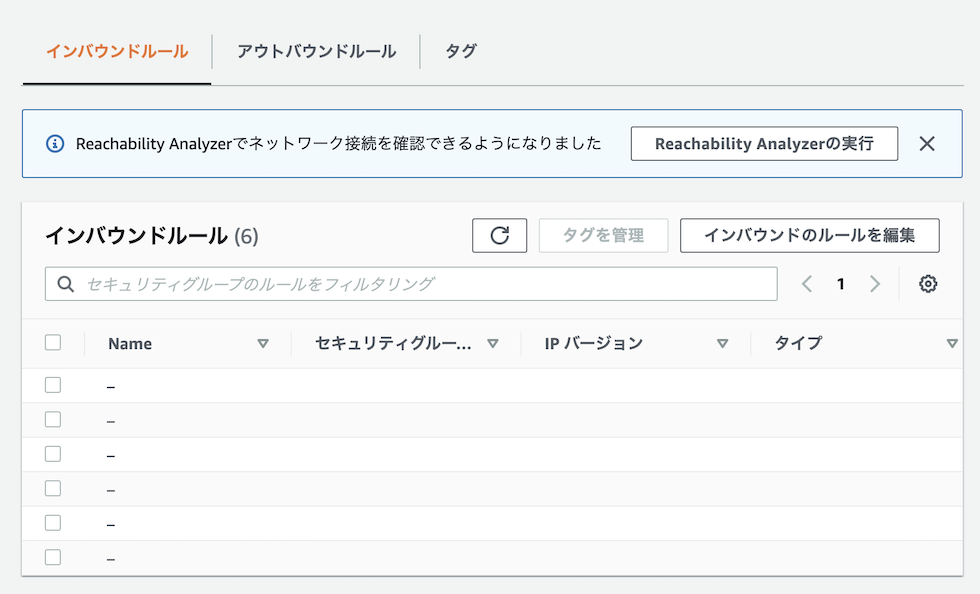 インバウンドルール アウトバウンドルール タグ
Reachability Analyzerでネットワーク接続を確認できるようになりました Reachability Analyzerの実行
インバウンドルール (6) タグを管理 インバウンドのルールを編集
セキュリティグループのルールをフィルタリング 1
Name セキュリティグルー... IP バージョン タイプ
–
–
–
–
–
–